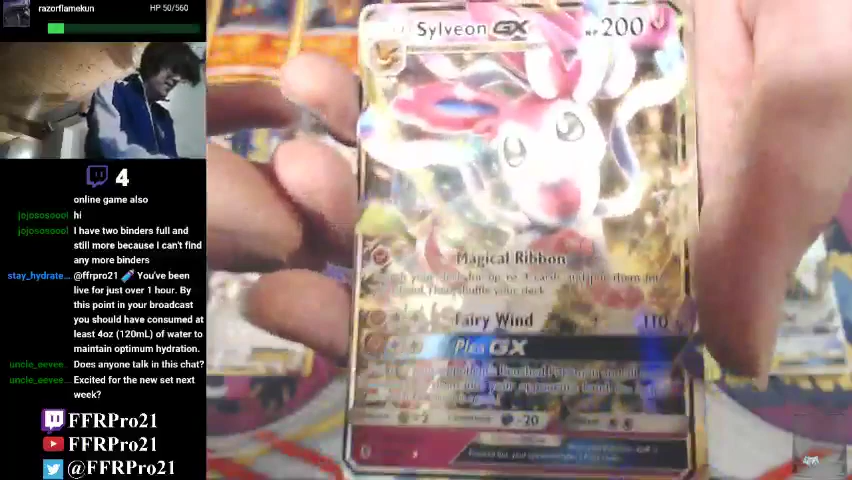 razorflamekun
HP 50/560
4
online game also
jojososoool hi
jojososoool I have two binders full and
still more because I can't find
any more binders
stay_hydrate... @ffrpro21 You've been
live for just over 1 hour. By
this point in your broadcast
you should have consumed at
least 4oz (120mL) of water to
maintain optimum hydration.
uncle_eevee... Does anyone talk in this chat?
uncle_eevee... Excited for the new set next
week?
FFRPro21
FFRPro21
@FFRPro21
Sylveon GX
HP 200
Magical Ribbon
Fairy Wind 110
GX
-20